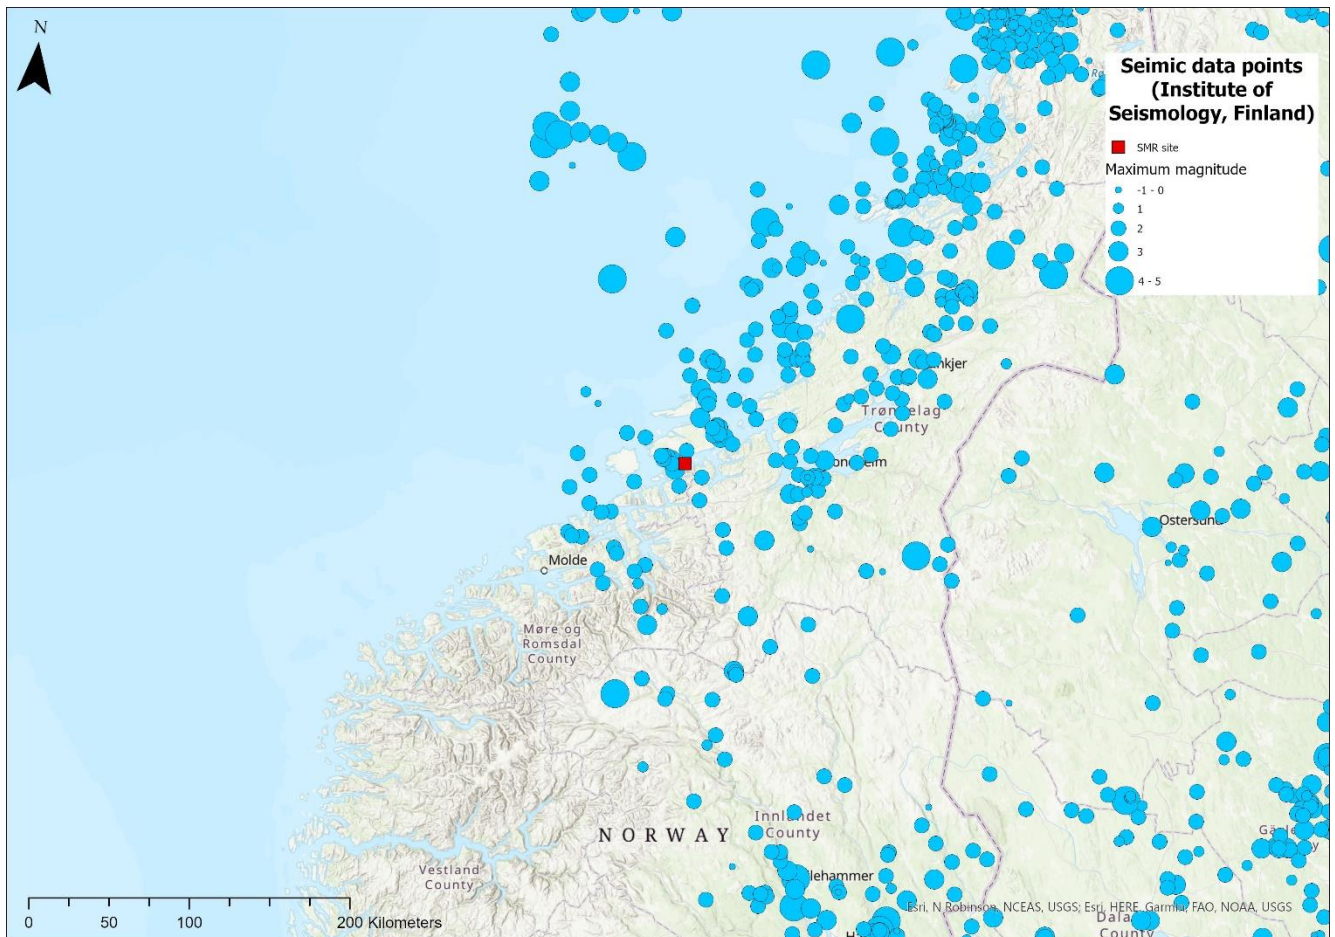 N
Seimic data points
(Institute of
Seismology, Finland)
SMR site
Maximum magnitude
-1 - 0
1
2
3
4 - 5
Trøndelag
County
Ostersund
Molde
Møre og
Romsdal
County
Innlandet
County
NORWAY
Vestland
County
Esri, N Robinson, NCEAS, USGS; Esri, HERE, Garmin, FAO, NOAA, USGS
County
0
50
100
200 Kilometers